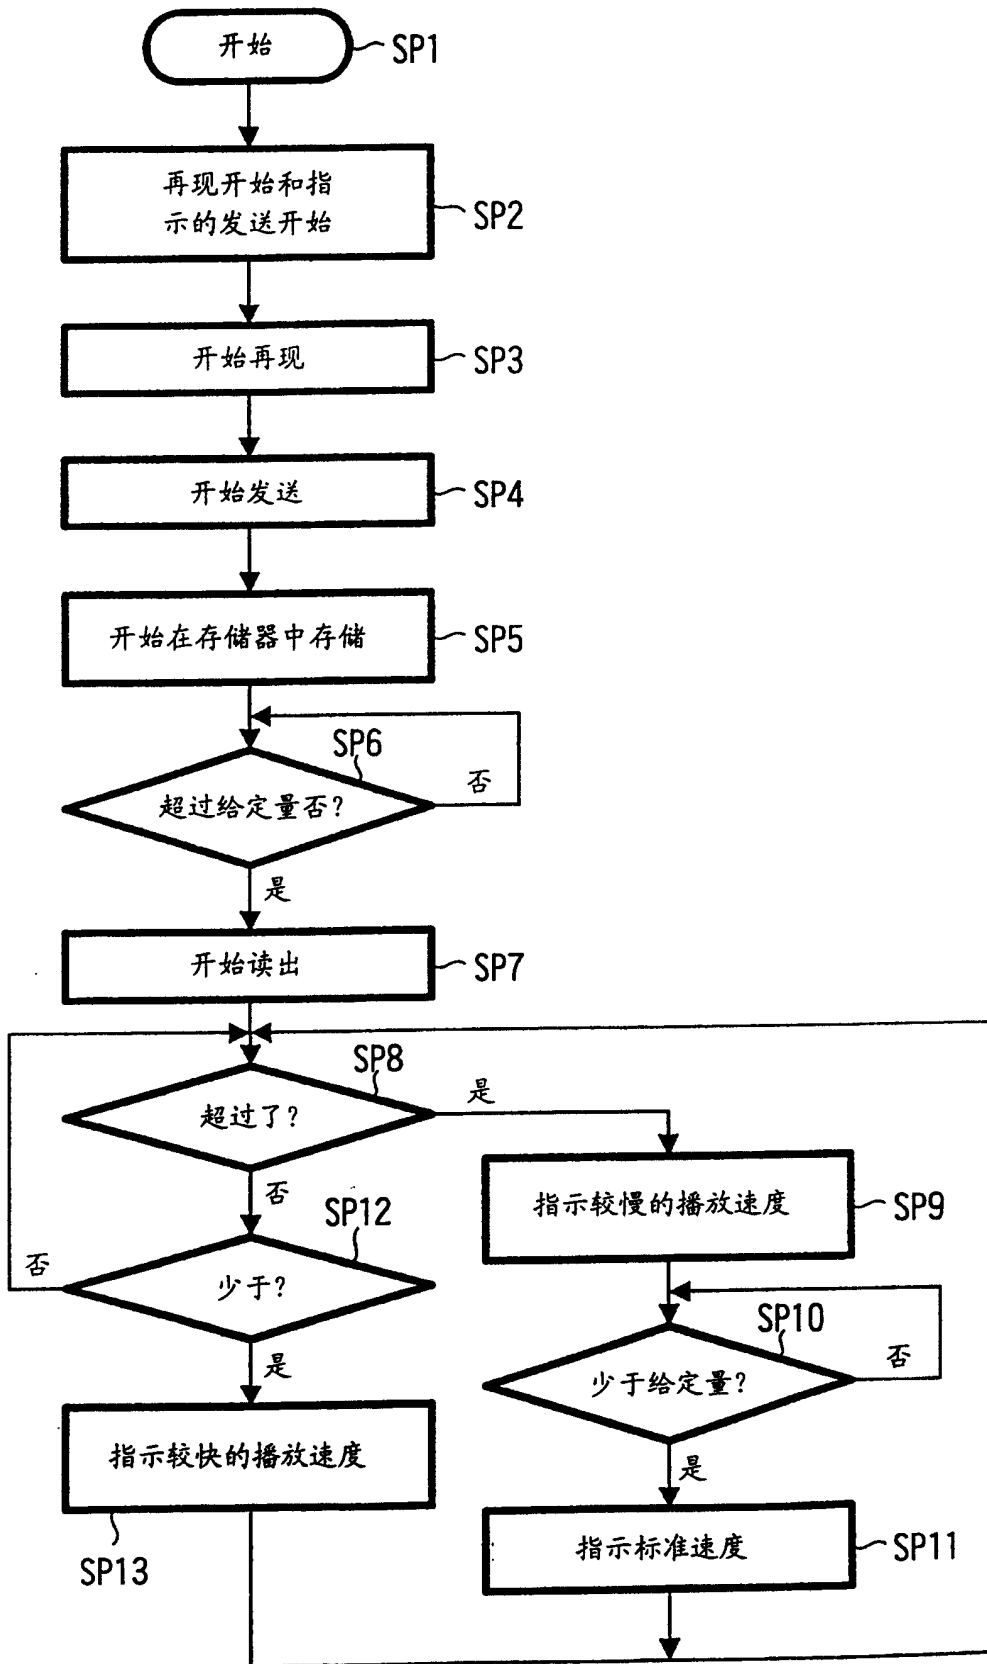 开始
SP1
再现开始和指
示的发送开始
SP2
开始再现
SP3
开始发送
SP4
开始在存储器中存储
SP5
SP6
超过给定量否?
否
是
开始读出
SP7
SP8
超过了?
是
否
指示较慢的播放速度
SP9
SP12
少于?
否
是
SP10
少于给定量?
否
是
指示较快的播放速度
SP13
指示标准速度
SP11